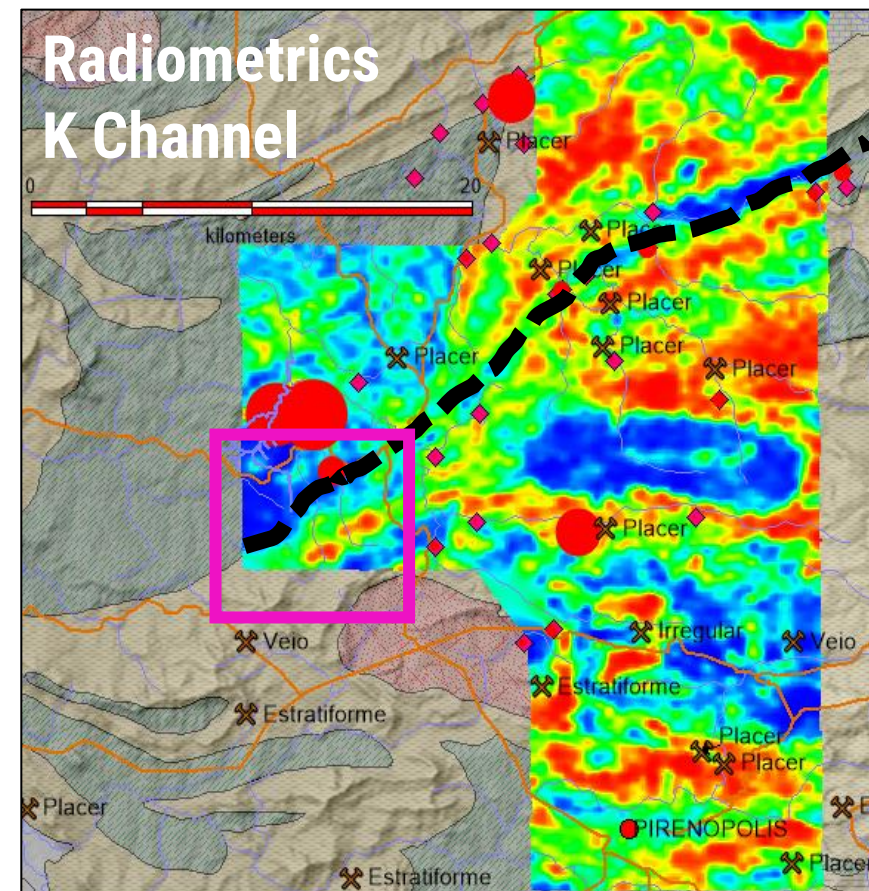 Radiometrics
K Channel
Placer
0
20
kilometers
Placer
Placer
Placer
Placer
Placer
Placer
Placer
Irregular
Veio
Veio
Estratiforme
Estratiforme
Placer
Placer
Placer
E
PIRENOPOLIS
Placer
Estratiforme